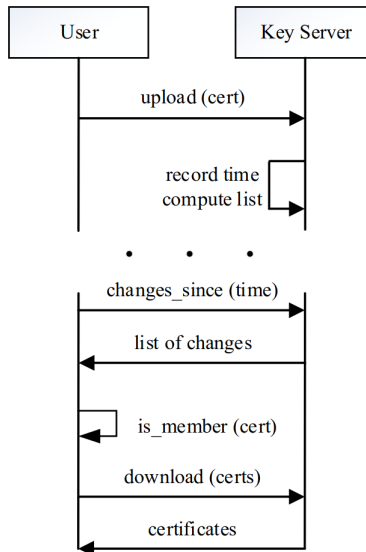 User
Key Server
upload (cert)
record time
compute list
changes_since (time)
list of changes
is_member (cert)
download (certs)
certificates